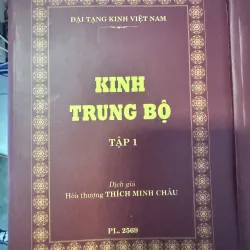 ĐẠI TẠNG KINH VIỆT NAM
KINH
TRUNG BỘ
TẬP 1
Dịch giả
Hòa thượng THÍCH MINH CHÂU
PL. 2569